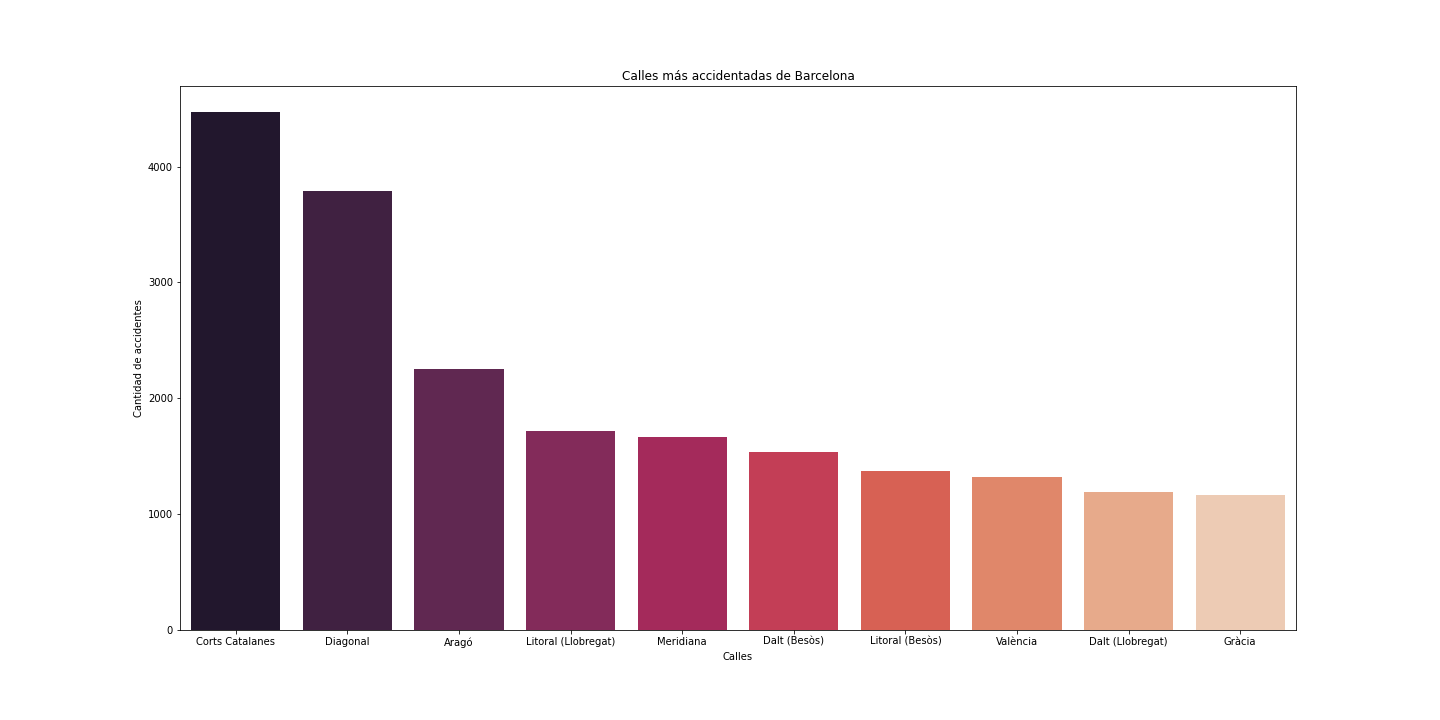 Calles más accidentadas de Barcelona
Cantidad de accidentes
4000
3000
2000
1000
0
Corts Catalanes Diagonal Aragó Litoral (Llobregat) Meridiana Dalt (Besòs) Litoral (Besòs) València Dalt (Llobregat) Gràcia
Calles